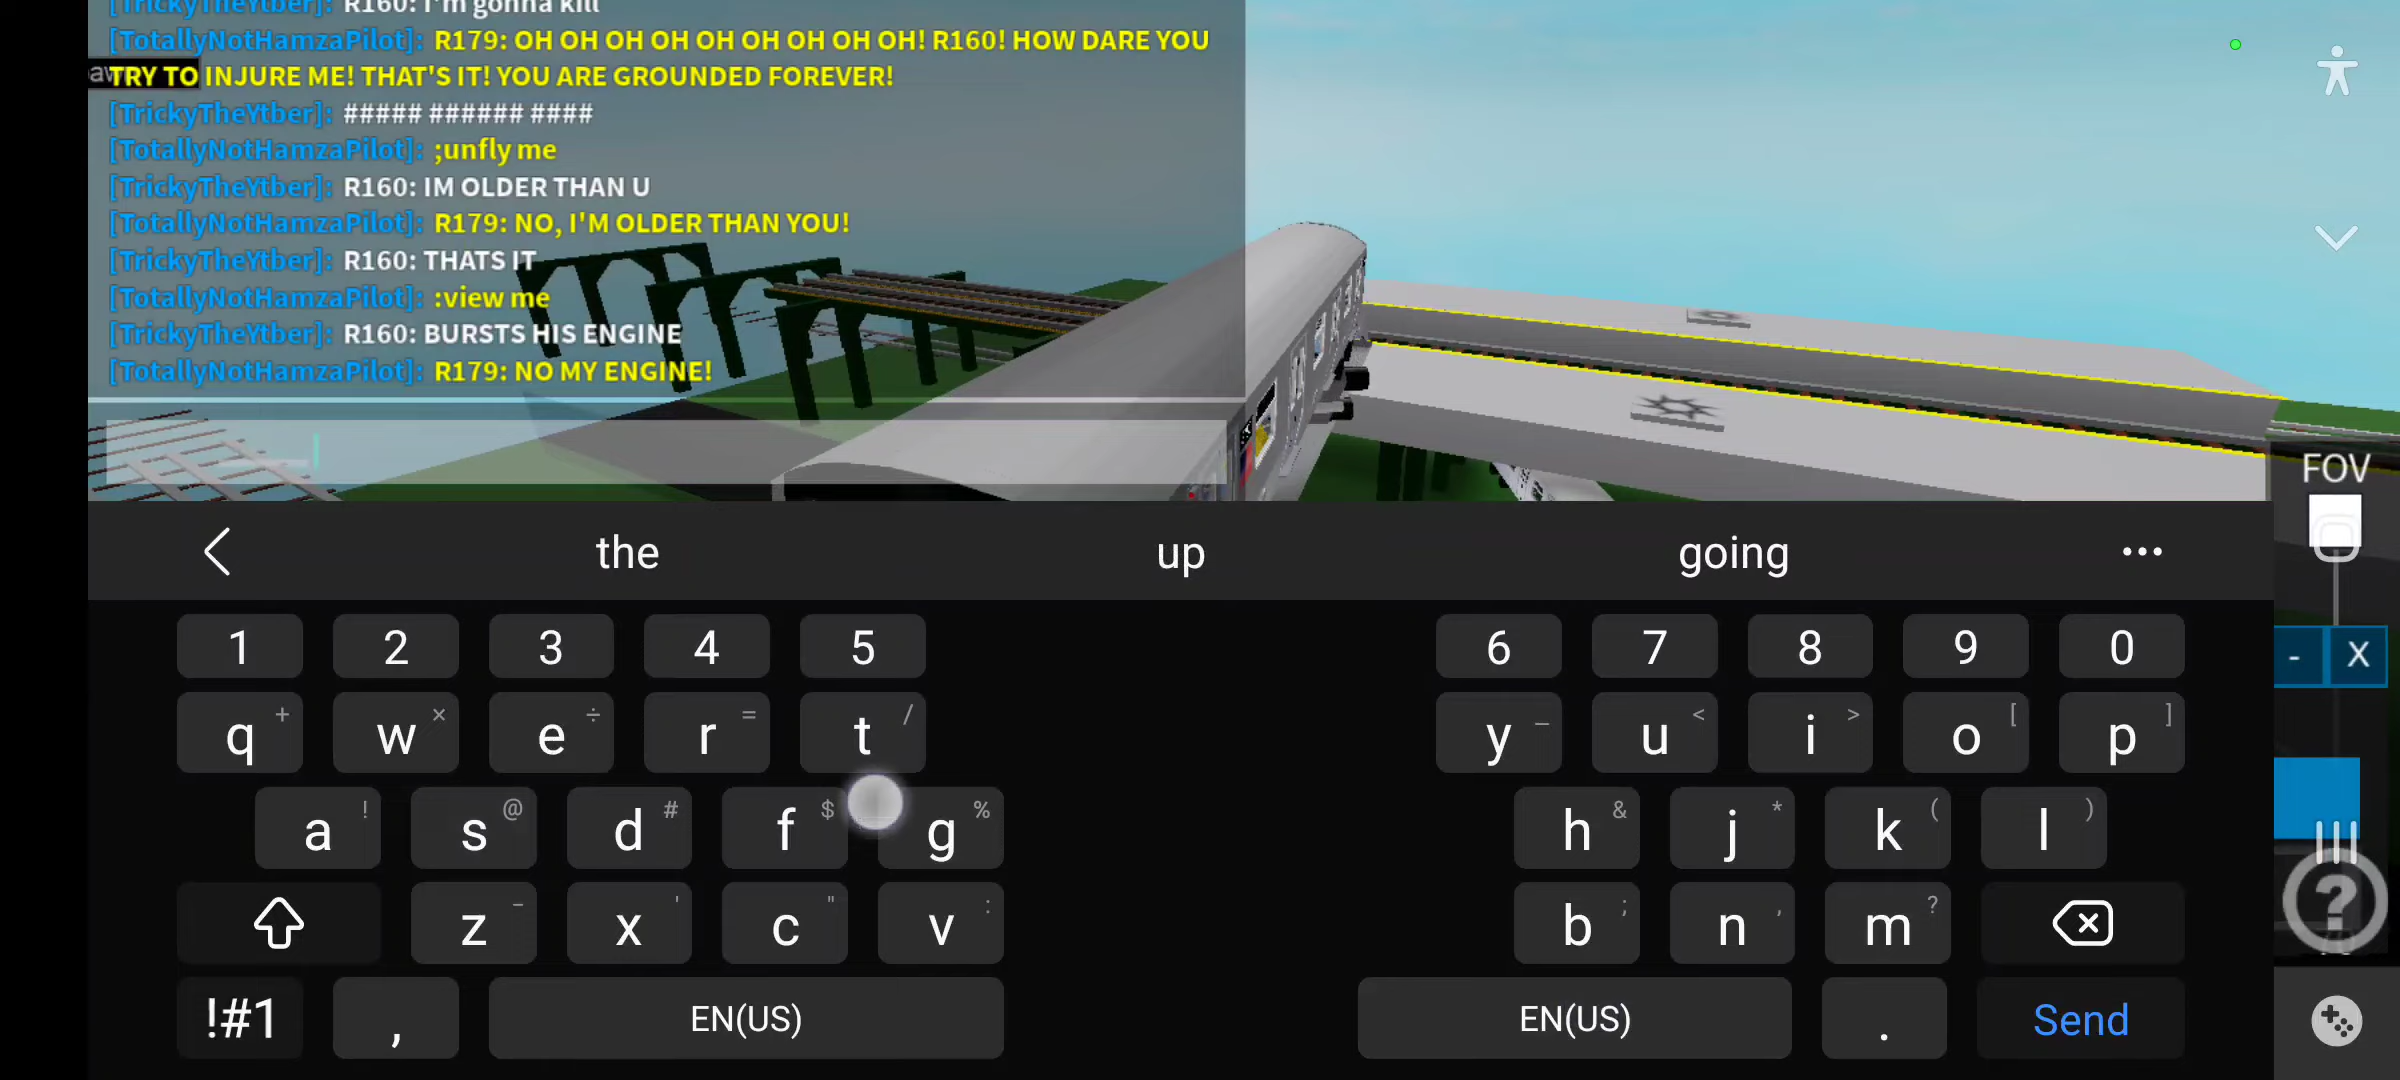 [TrickyTheYtber]: R160: I'm gonna kill
[TotallyNotHamzaPilot]: R179: OH OH OH OH OH OH OH OH OH! R160! HOW DARE YOU
TRY TO INJURE ME! THAT'S IT! YOU ARE GROUNDED FOREVER!
[TrickyTheYtber]: ##### ###### ####
[TotallyNotHamzaPilot]: ;unfly me
[TrickyTheYtber]: R160: IM OLDER THAN U
[TotallyNotHamzaPilot]: R179: NO, I'M OLDER THAN YOU!
[TrickyTheYtber]: R160: THATS IT
[TotallyNotHamzaPilot]: :view me
[TrickyTheYtber]: R160: BURSTS HIS ENGINE
[TotallyNotHamzaPilot]: R179: NO MY ENGINE!
FOV
- X
the up going ...
1 2 3 4 5 6 7 8 9 0
q + w × e ÷ r = t / y _ u < i > o [ p ]
a ! s @ d # f $ g % h & j * k ( l )
z - x ' c " v : b ; n , m ?
!#1 , EN(US) EN(US) . Send